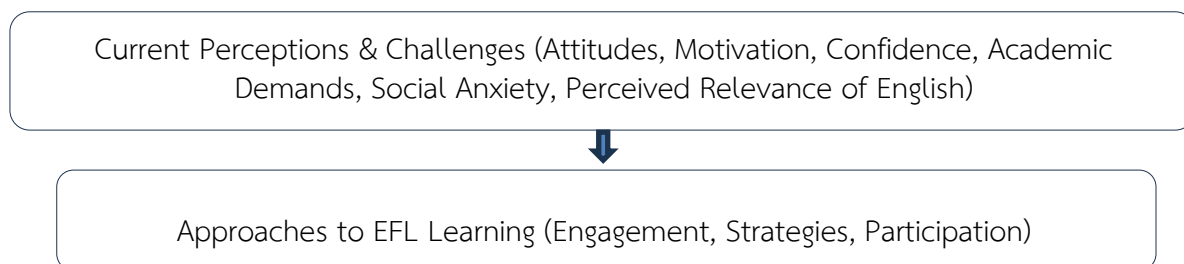 Current Perceptions & Challenges (Attitudes, Motivation, Confidence, Academic
Demands, Social Anxiety, Perceived Relevance of English)
Approaches to EFL Learning (Engagement, Strategies, Participation)